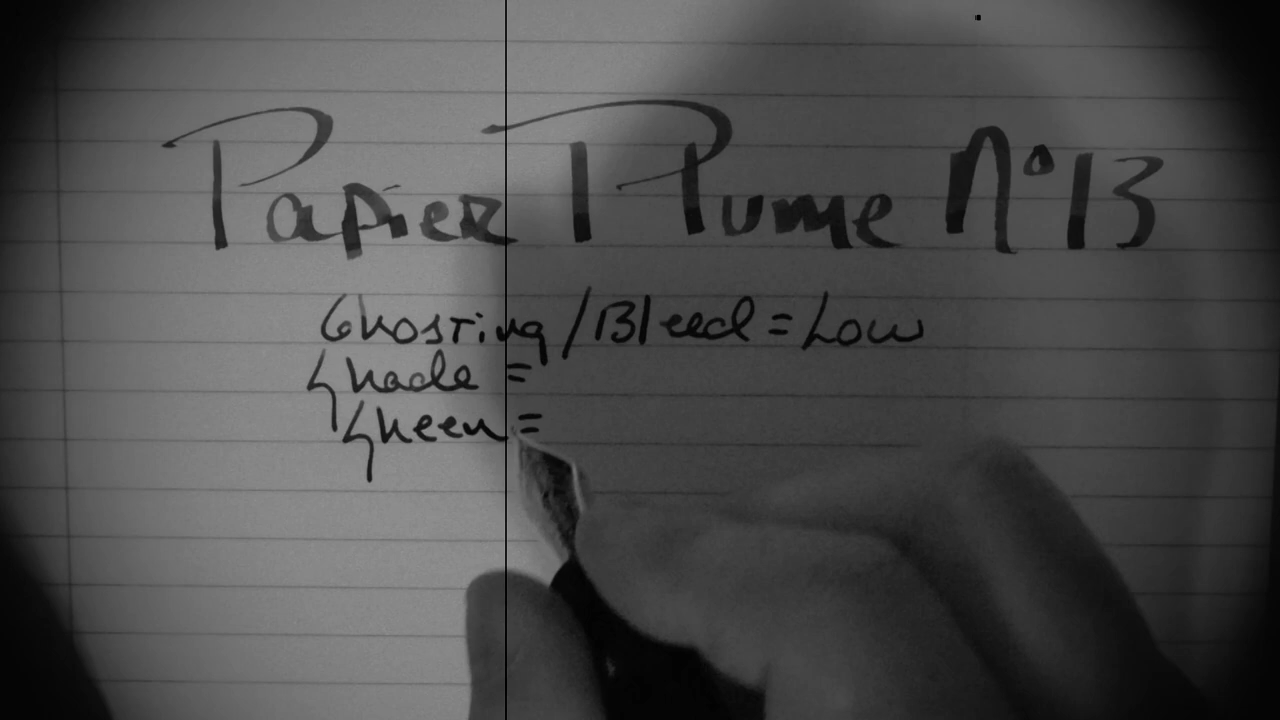 Papier Plume N°13
Ghosting/Bleed = Low
Shade =
Sheen =